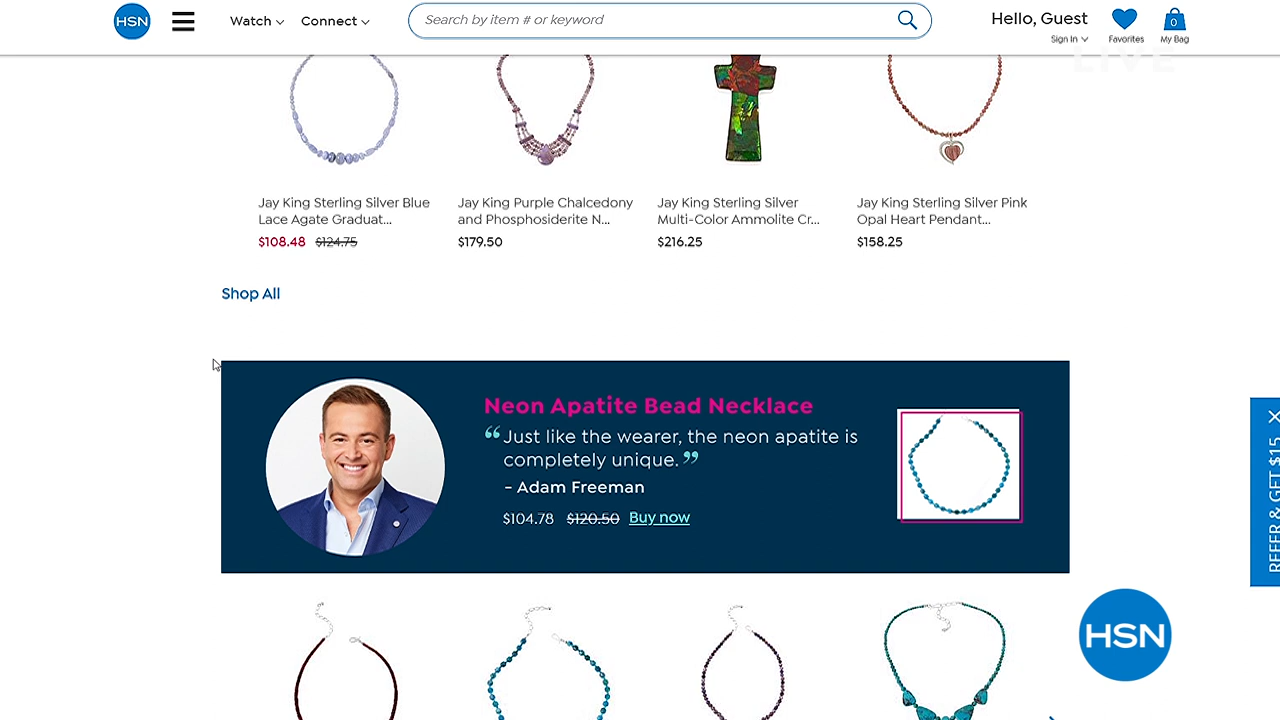 HSN
Watch
Connect
Search by item # or keyword
Hello, Guest
Sign In
Favorites
0
My Bag
LIVE
Jay King Sterling Silver Blue
Lace Agate Graduat...
$108.48 $124.75
Jay King Purple Chalcedony
and Phosphosiderite N...
$179.50
Jay King Sterling Silver
Multi-Color Ammolite Cr...
$216.25
Jay King Sterling Silver Pink
Opal Heart Pendant...
$158.25
Shop All
Neon Apatite Bead Necklace
“Just like the wearer, the neon apatite is
completely unique.”
- Adam Freeman
$104.78 $120.50 Buy now
REFER & GET $15
HSN